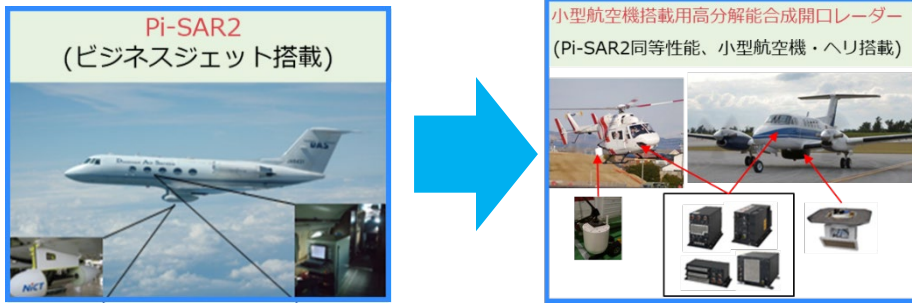 Pi-SAR2
(ビジネスジェット搭載)
NiCT
小型航空機搭載用高分解能合成開口レーダー
(Pi-SAR2同等性能、小型航空機・ヘリ搭載)